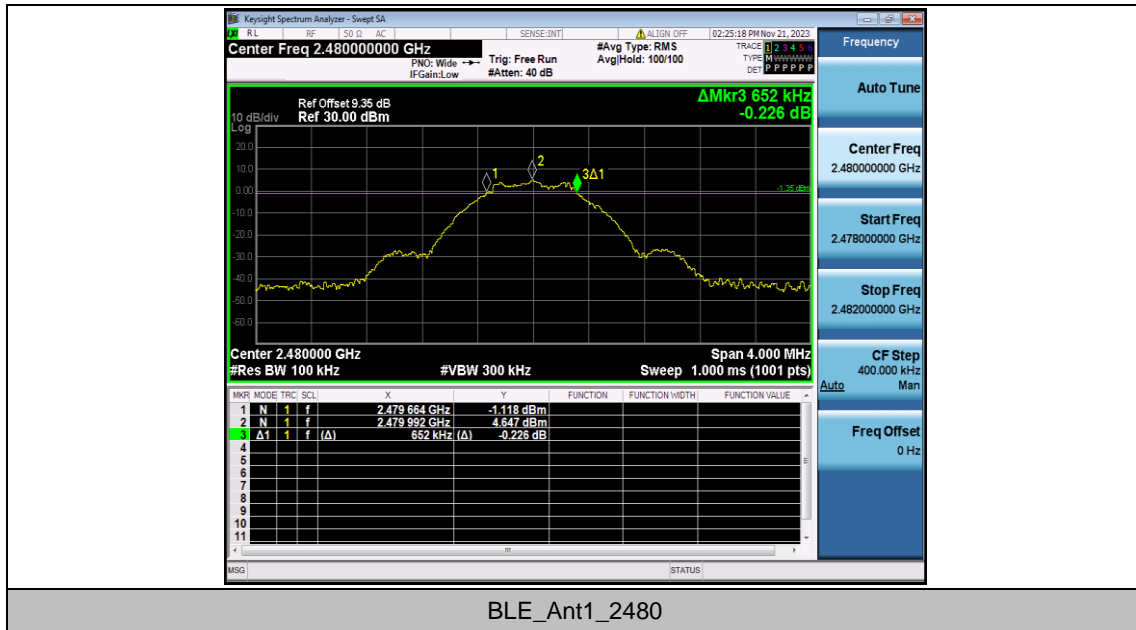 Keysight Spectrum Analyzer - Swept SA
RL RF 50 Ω AC SENSE:INT ALIGN OFF 02:25:18 PM Nov 21, 2023
Center Freq 2.480000000 GHz
PNO: Wide
IFGain:Low
Trig: Free Run
#Atten: 40 dB
#Avg Type: RMS
Avg|Hold: 100/100
TRACE 1 2 3 4 5 6
TYPE M W W W W W
DET P P P P P P
Frequency
Auto Tune
Center Freq
2.480000000 GHz
Start Freq
2.478000000 GHz
Stop Freq
2.482000000 GHz
CF Step
400.000 kHz
Auto Man
Freq Offset
0 Hz
ΔMkr3 652 kHz
-0.226 dB
Ref Offset 9.35 dB
10 dB/div Ref 30.00 dBm
Log
20.0
10.0
0.00
-10.0
-20.0
-30.0
-40.0
-50.0
-60.0
1
2
3Δ1
-1.35 dBm
Center 2.480000 GHz Span 4.000 MHz
#Res BW 100 kHz #VBW 300 kHz Sweep 1.000 ms (1001 pts)
MKR MODE TRC SCL X Y FUNCTION FUNCTION WIDTH FUNCTION VALUE
1 N 1 f 2.479 664 GHz -1.118 dBm
2 N 1 f 2.479 992 GHz 4.647 dBm
3 Δ1 1 f (Δ) 652 kHz (Δ) -0.226 dB
4
5
6
7
8
9
10
11
MSG STATUS
BLE_Ant1_2480